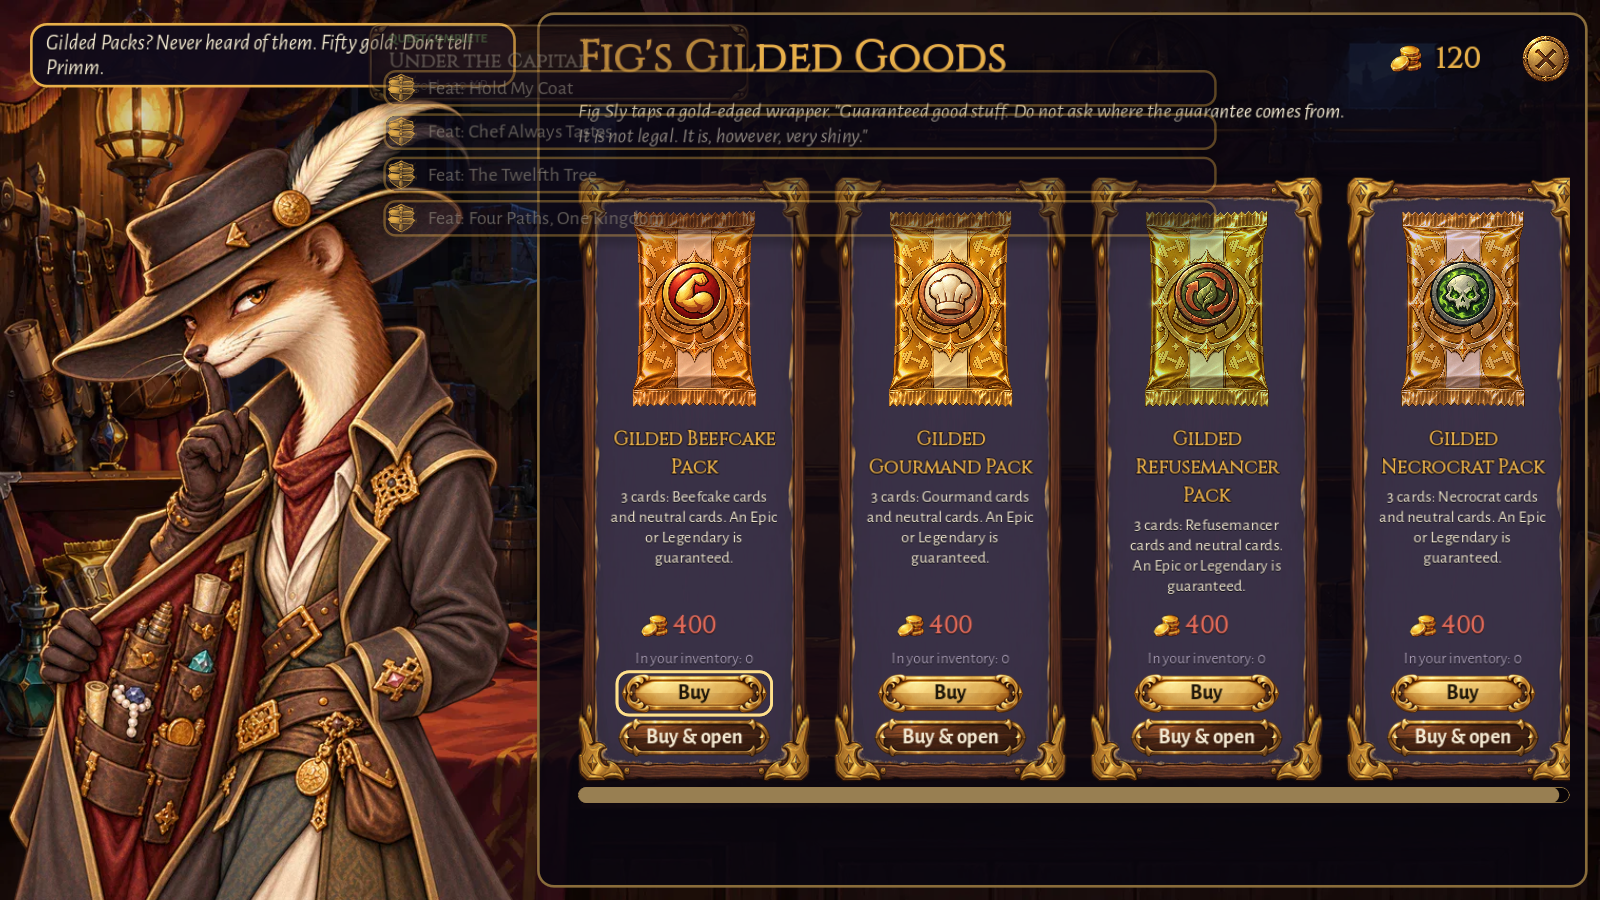 Gilded Packs? Never heard of them. Fifty gold. Don't tell
Primm.
QUEST COMPLETE
Under the Capital
Feat: Hold My Coat
Feat: Chef Always Tastes
Feat: The Twelfth Tree
Feat: Four Paths, One Kingdom
Fig's Gilded Goods
120
Fig Sly taps a gold-edged wrapper. "Guaranteed good stuff. Do not ask where the guarantee comes from.
It is not legal. It is, however, very shiny."
Gilded Beefcake
Pack
3 cards: Beefcake cards
and neutral cards. An Epic
or Legendary is
guaranteed.
400
In your inventory: 0
Buy
Buy & open
Gilded
Gourmand Pack
3 cards: Gourmand cards
and neutral cards. An Epic
or Legendary is
guaranteed.
400
In your inventory: 0
Buy
Buy & open
Gilded
Refusemancer
Pack
3 cards: Refusemancer
cards and neutral cards.
An Epic or Legendary is
guaranteed.
400
In your inventory: 0
Buy
Buy & open
Gilded
Necrocrat Pack
3 cards: Necrocrat cards
and neutral cards. An Epic
or Legendary is
guaranteed.
400
In your inventory: 0
Buy
Buy & open